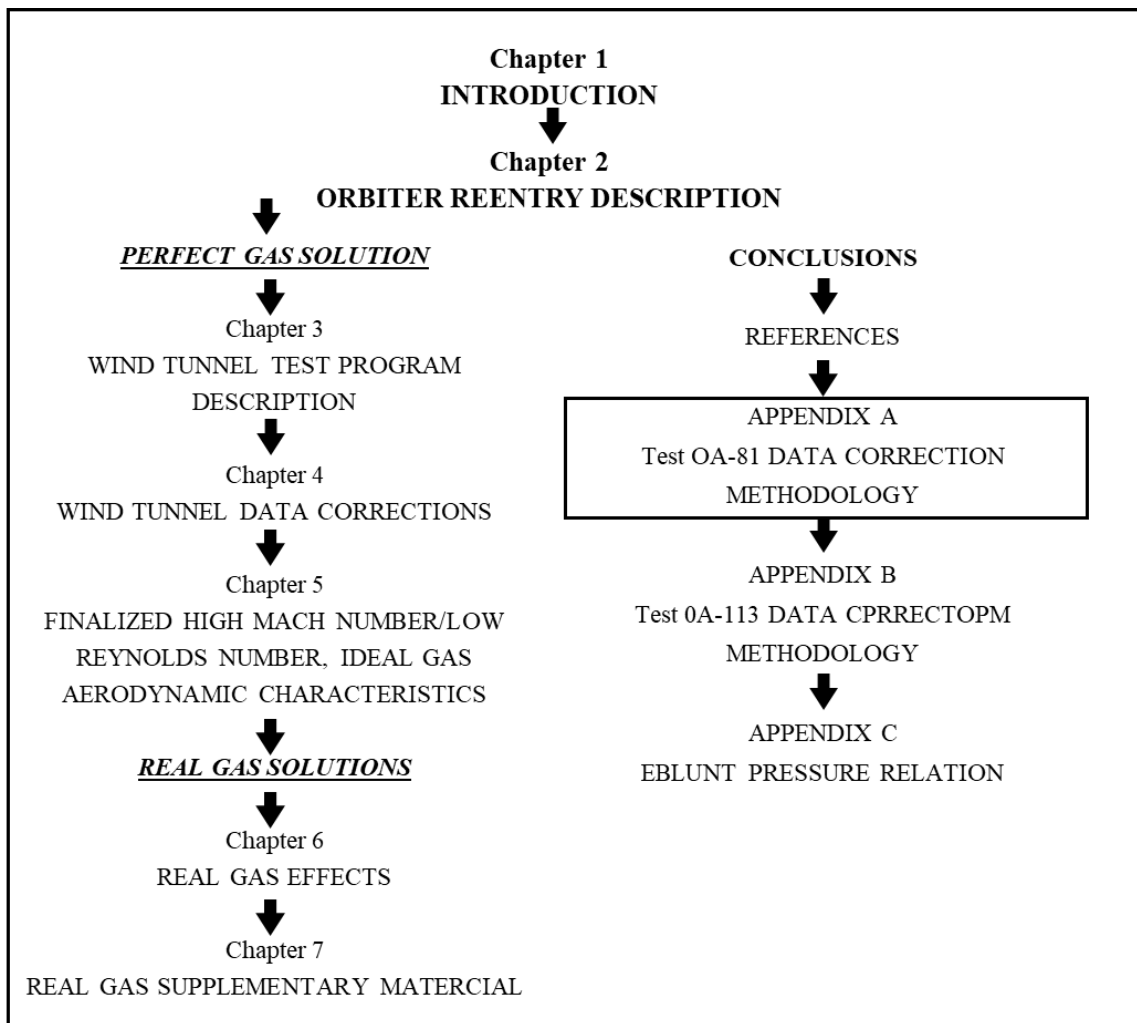 Chapter 1
INTRODUCTION
Chapter 2
ORBITER REENTRY DESCRIPTION
PERFECT GAS SOLUTION
Chapter 3
WIND TUNNEL TEST PROGRAM
DESCRIPTION
Chapter 4
WIND TUNNEL DATA CORRECTIONS
Chapter 5
FINALIZED HIGH MACH NUMBER/LOW
REYNOLDS NUMBER, IDEAL GAS
AERODYNAMIC CHARACTERISTICS
REAL GAS SOLUTIONS
Chapter 6
REAL GAS EFFECTS
Chapter 7
REAL GAS SUPPLEMENTARY MATERCIAL
CONCLUSIONS
REFERENCES
APPENDIX A
Test OA-81 DATA CORRECTION
METHODOLOGY
APPENDIX B
Test 0A-113 DATA CPRRECTOPM
METHODOLOGY
APPENDIX C
EBLUNT PRESSURE RELATION